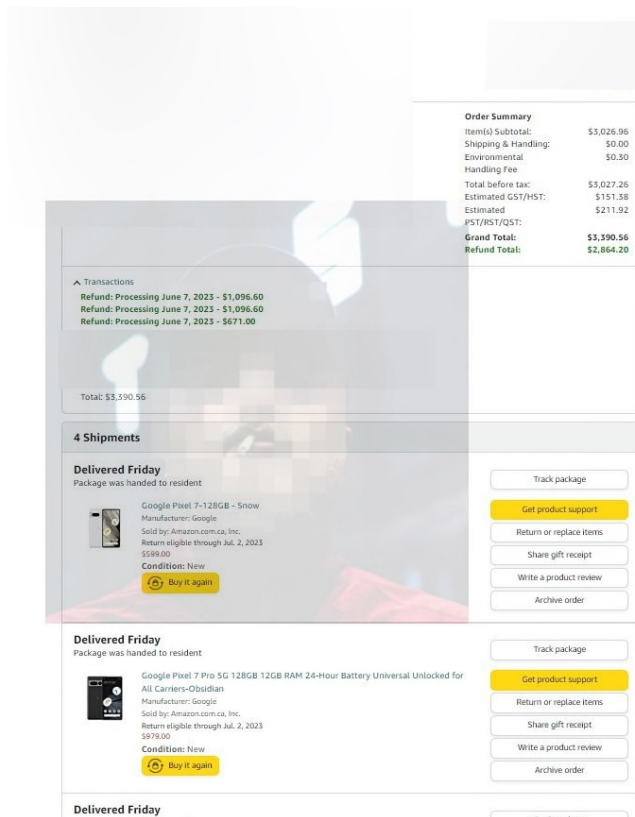 Order Summary
Item(s) Subtotal: $3,026.96
Shipping & Handling: $0.00
Environmental $0.30
Handling Fee
Total before tax: $3,027.26
Estimated GST/HST: $151.38
Estimated $211.92
PST/RST/QST:
Grand Total: $3,390.56
Refund Total: $2,864.20
Transactions
Refund: Processing June 7, 2023 - $1,096.60
Refund: Processing June 7, 2023 - $1,096.60
Refund: Processing June 7, 2023 - $671.00
Total: $3,390.56
4 Shipments
Delivered Friday
Package was handed to resident
Google Pixel 7-128GB - Snow
Manufacturer: Google
Sold by: Amazon.com.ca, Inc.
Return eligible through Jul. 2, 2023
$599.00
Condition: New
Buy it again
Track package
Get product support
Return or replace items
Share gift receipt
Write a product review
Archive order
Delivered Friday
Package was handed to resident
Google Pixel 7 Pro 5G 128GB 12GB RAM 24-Hour Battery Universal Unlocked for
All Carriers-Obsidian
Manufacturer: Google
Sold by: Amazon.com.ca, Inc.
Return eligible through Jul. 2, 2023
$979.00
Condition: New
Buy it again
Track package
Get product support
Return or replace items
Share gift receipt
Write a product review
Archive order
Delivered Friday